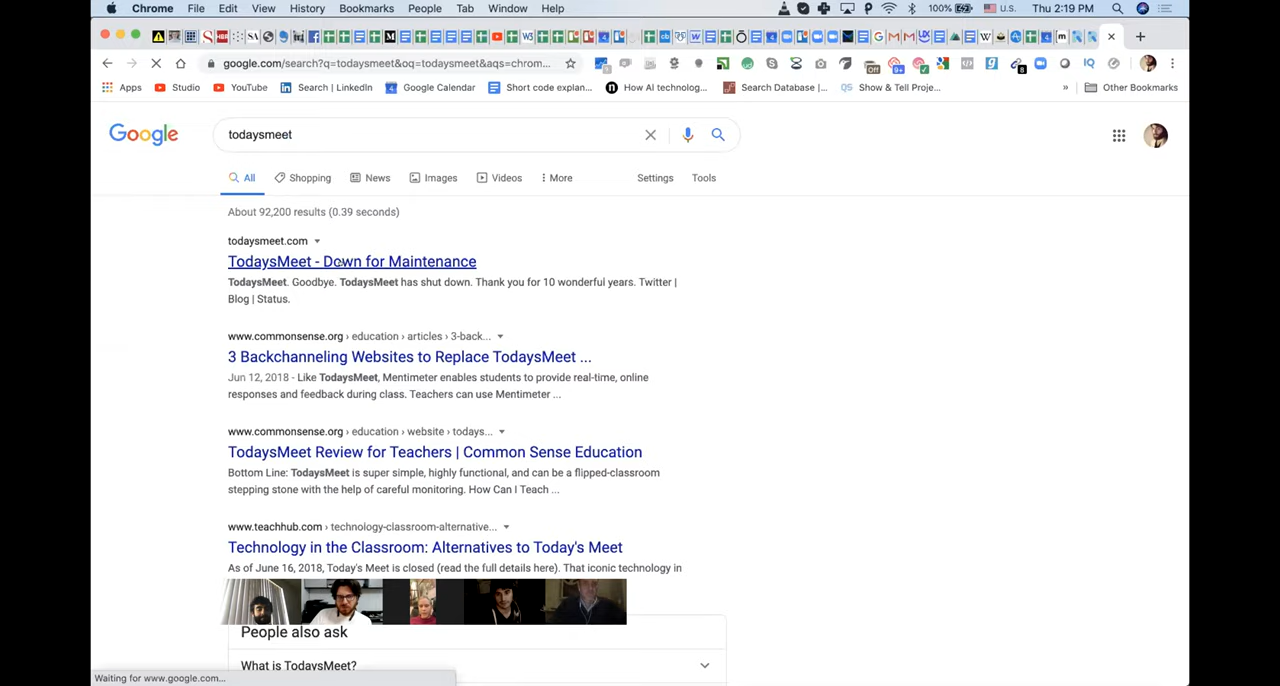 Chrome File Edit View History Bookmarks People Tab Window Help 100% U.S. Thu 2:19 PM
google.com/search?q=todaysmeet&oq=todaysmeet&aqs=chrom...
Apps Studio YouTube Search | LinkedIn Google Calendar Short code explan... How AI technolog... Search Database |... Show & Tell Proje... » Other Bookmarks
Google todaysmeet
All Shopping News Images Videos More Settings Tools
About 92,200 results (0.39 seconds)
todaysmeet.com
TodaysMeet - Down for Maintenance
TodaysMeet. Goodbye. TodaysMeet has shut down. Thank you for 10 wonderful years. Twitter |
Blog | Status.
www.commonsense.org › education › articles › 3-back...
3 Backchanneling Websites to Replace TodaysMeet ...
Jun 12, 2018 - Like TodaysMeet, Mentimeter enables students to provide real-time, online
responses and feedback during class. Teachers can use Mentimeter ...
www.commonsense.org › education › website › todays...
TodaysMeet Review for Teachers | Common Sense Education
Bottom Line: TodaysMeet is super simple, highly functional, and can be a flipped-classroom
stepping stone with the help of careful monitoring. How Can I Teach ...
www.teachhub.com › technology-classroom-alternative...
Technology in the Classroom: Alternatives to Today's Meet
As of June 16, 2018, Today's Meet is closed (read the full details here). That iconic technology in
People also ask
What is TodaysMeet?
Waiting for www.google.com...